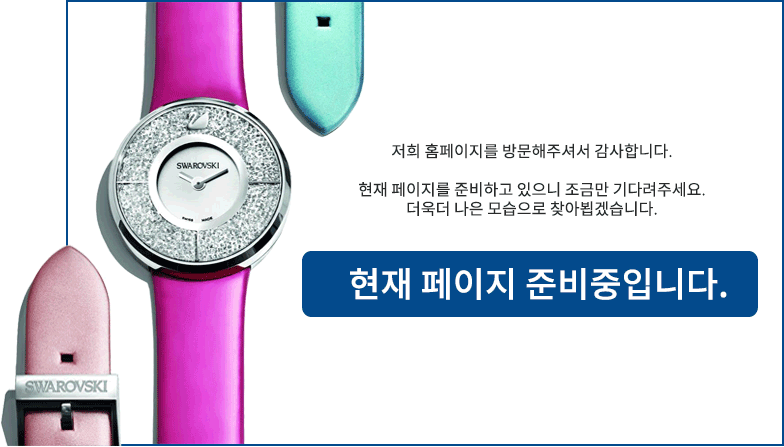 SWAROVSKI
SWISS MADE
저희 홈페이지를 방문해주셔서 감사합니다.
현재 페이지를 준비하고 있으니 조금만 기다려주세요.
더욱더 나은 모습으로 찾아뵙겠습니다.
현재 페이지 준비중입니다.
SWAROVSKI